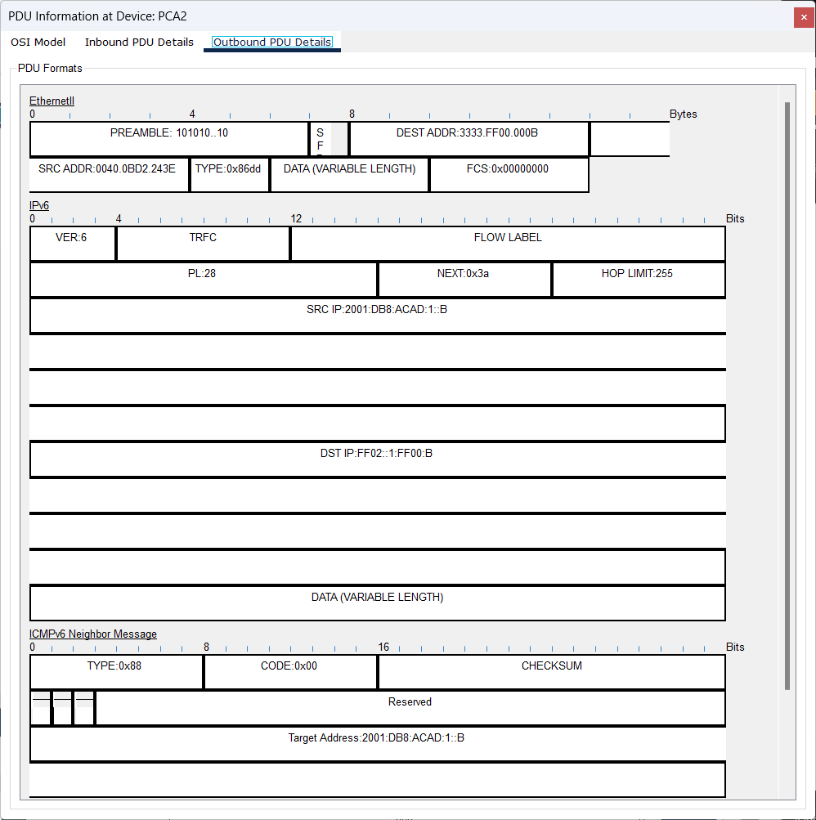 PDU Information at Device: PCA2
OSI Model Inbound PDU Details Outbound PDU Details
PDU Formats
EthernetII
0 4 8 Bytes
PREAMBLE: 101010..10 S F DEST ADDR:3333.FF00.000B
SRC ADDR:0040.0BD2.243E TYPE:0x86dd DATA (VARIABLE LENGTH) FCS:0x00000000
IPv6
0 4 12 Bits
VER:6 TRFC FLOW LABEL
PL:28 NEXT:0x3a HOP LIMIT:255
SRC IP:2001:DB8:ACAD:1::B
DST IP:FF02::1:FF00:B
DATA (VARIABLE LENGTH)
ICMPv6 Neighbor Message
0 8 16 Bits
TYPE:0x88 CODE:0x00 CHECKSUM
Reserved
Target Address:2001:DB8:ACAD:1::B